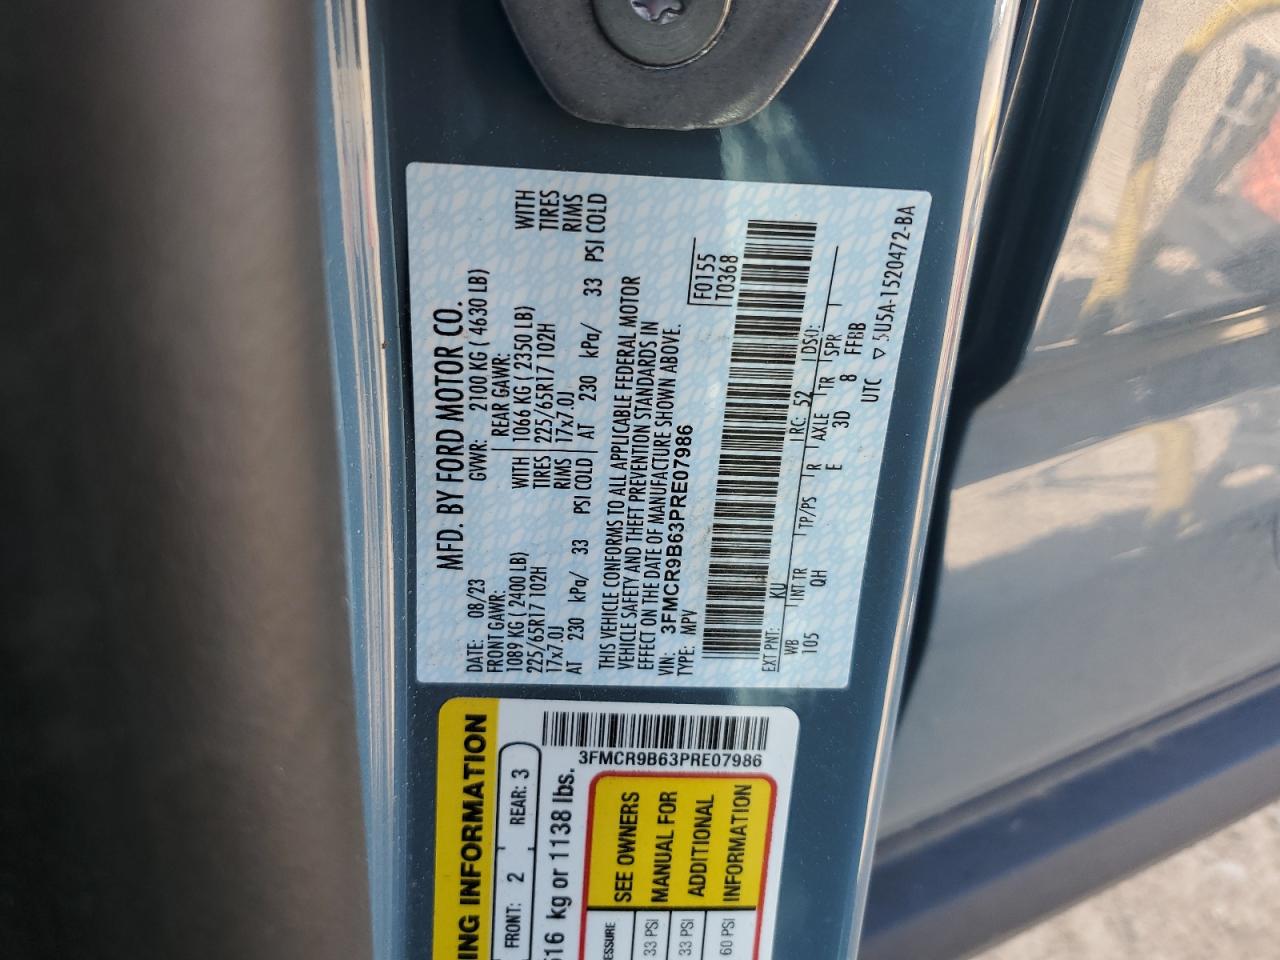 MFD. BY FORD MOTOR CO.
DATE: 08/23 GVWR: 2100 KG ( 4630 LB)
FRONT GAWR: REAR GAWR:
1089 KG ( 2400 LB) WITH 1066 KG ( 2350 LB) WITH
225/65R17 102H TIRES 225/65R17 102H TIRES
17x7.0J RIMS 17x7.0J RIMS
AT 230 kPa/ 33 PSI COLD AT 230 kPa/ 33 PSI COLD
THIS VEHICLE CONFORMS TO ALL APPLICABLE FEDERAL MOTOR
VEHICLE SAFETY AND THEFT PREVENTION STANDARDS IN
EFFECT ON THE DATE OF MANUFACTURE SHOWN ABOVE.
VIN: 3FMCR9B63PRE07986
TYPE: MPV
F0155
T0368
EXT PNT: KU RC: 52 DSO:
WB INT TR TP/PS R AXLE TR SPR
105 QH E 3D 8 FFBB
UTC ▽ 5U5A-1520472-BA
ING INFORMATION
FRONT: 2 REAR: 3
516 kg or 1138 lbs.
3FMCR9B63PRE07986
ESSURE
33 PSI
33 PSI
60 PSI
SEE OWNERS
MANUAL FOR
ADDITIONAL
INFORMATION